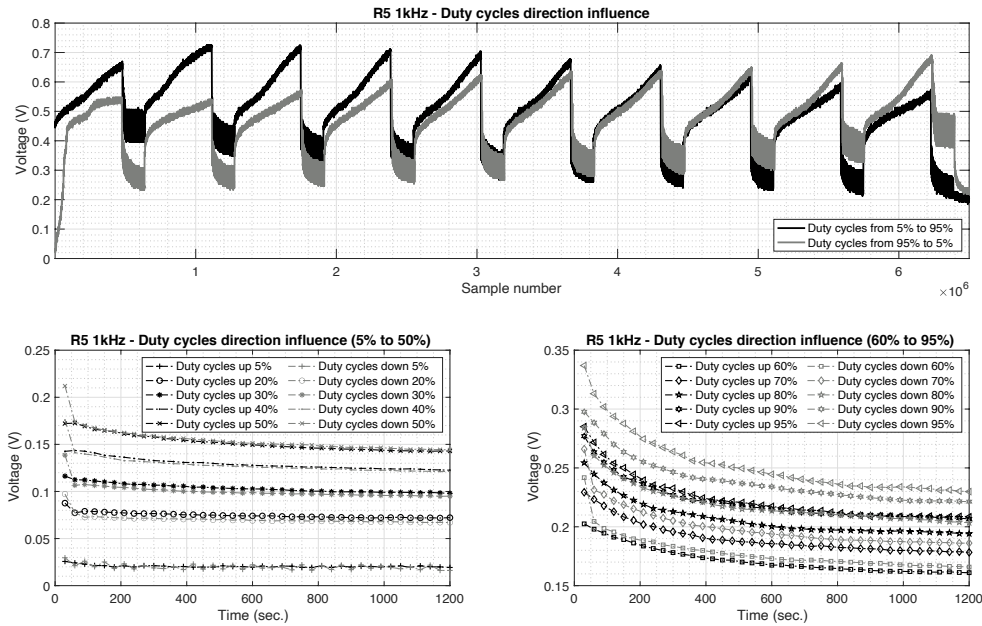 R5 1kHz - Duty cycles direction influence
0.8
0.7
0.6
0.5
0.4
0.3
0.2
0.1
0
Voltage (V)
1
2
3
4
5
6
Sample number
×10⁶
Duty cycles from 5% to 95%
Duty cycles from 95% to 5%
R5 1kHz - Duty cycles direction influence (5% to 50%)
0.25
0.2
0.15
0.1
0.05
0
Voltage (V)
Duty cycles up 5%
Duty cycles up 20%
Duty cycles up 30%
Duty cycles up 40%
Duty cycles up 50%
Duty cycles down 5%
Duty cycles down 20%
Duty cycles down 30%
Duty cycles down 40%
Duty cycles down 50%
0
200
400
600
800
1000
1200
Time (sec.)
R5 1kHz - Duty cycles direction influence (60% to 95%)
0.35
0.3
0.25
0.2
0.15
Voltage (V)
Duty cycles up 60%
Duty cycles up 70%
Duty cycles up 80%
Duty cycles up 90%
Duty cycles up 95%
Duty cycles down 60%
Duty cycles down 70%
Duty cycles down 80%
Duty cycles down 90%
Duty cycles down 95%
0
200
400
600
800
1000
1200
Time (sec.)